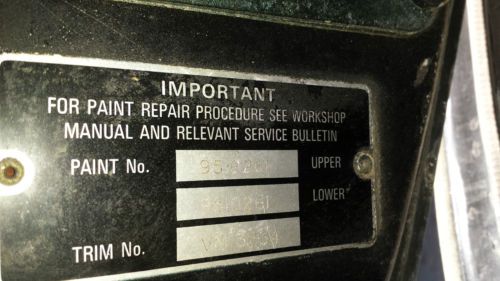 IMPORTANT
FOR PAINT REPAIR PROCEDURE SEE WORKSHOP
MANUAL AND RELEVANT SERVICE BULLETIN
PAINT No. UPPER
LOWER
TRIM No.